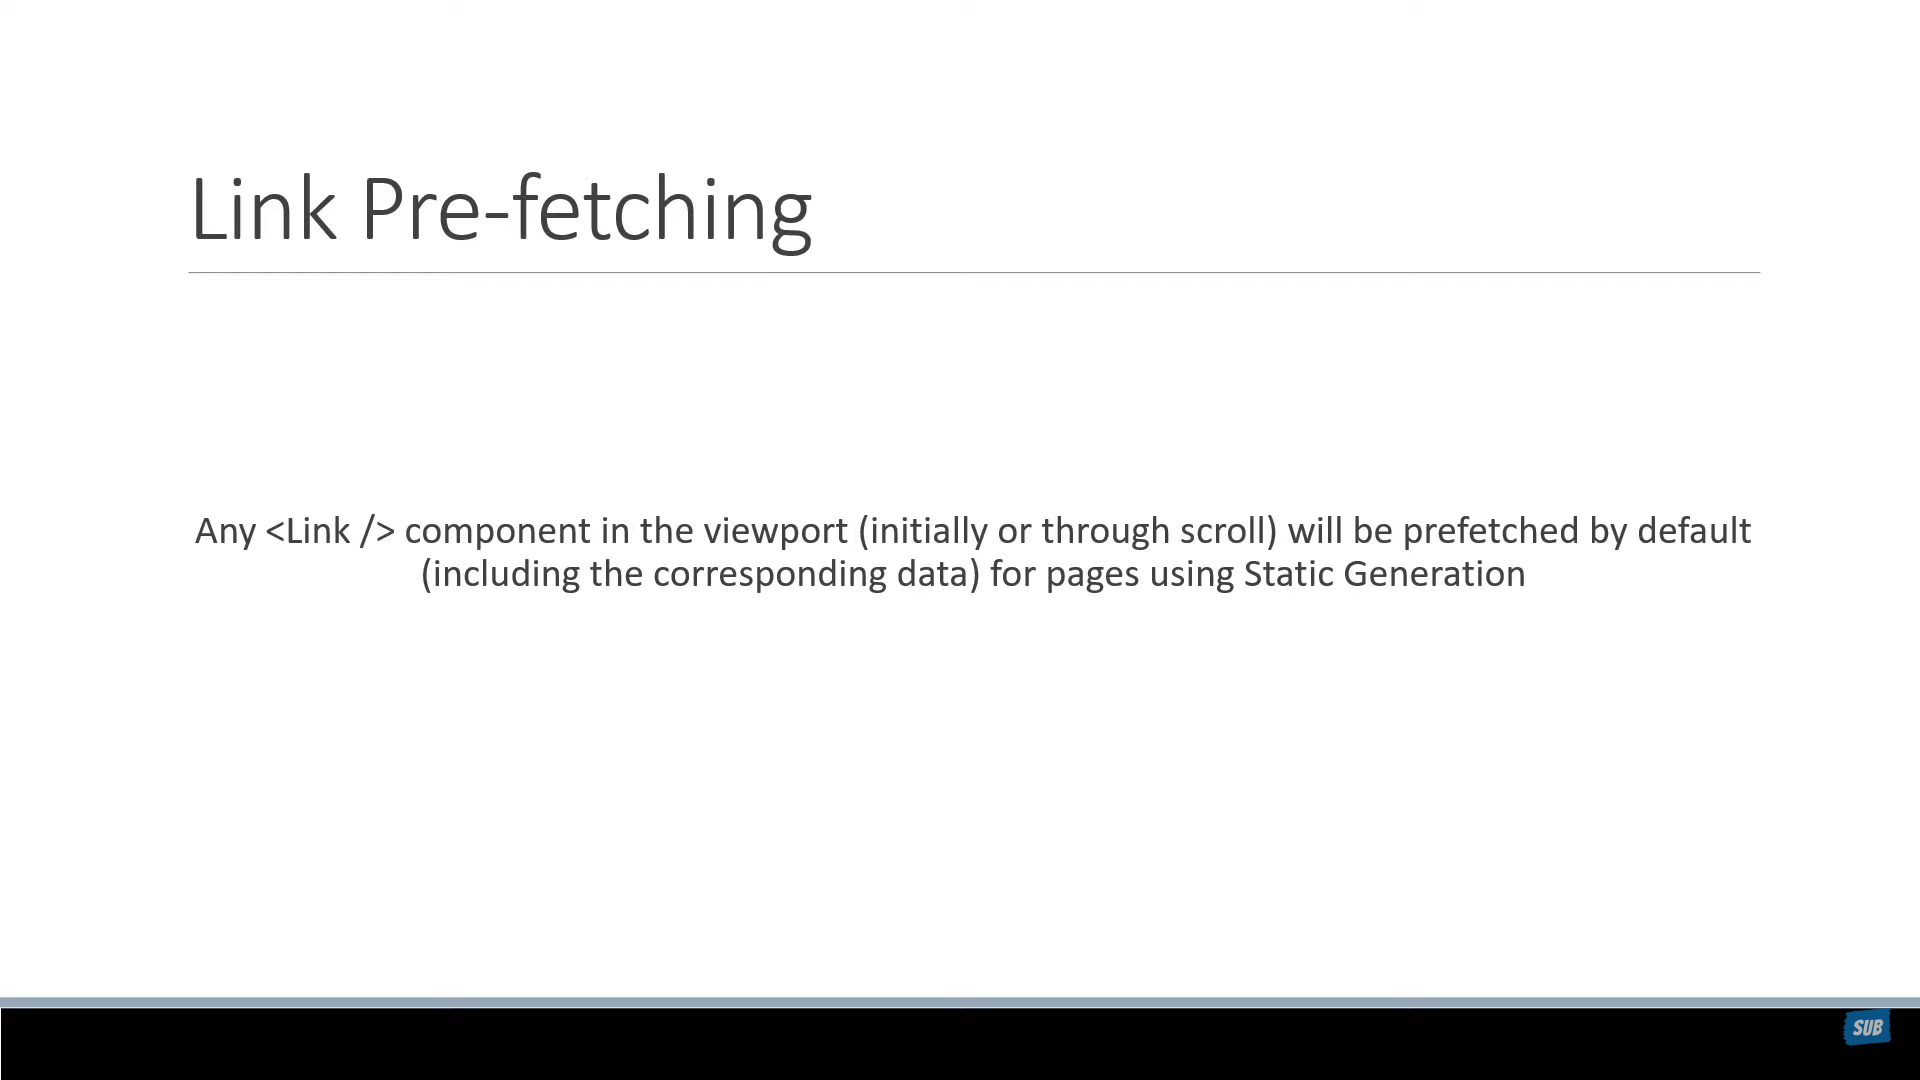 Link Pre-fetching
Any <Link /> component in the viewport (initially or through scroll) will be prefetched by default
(including the corresponding data) for pages using Static Generation
SUB